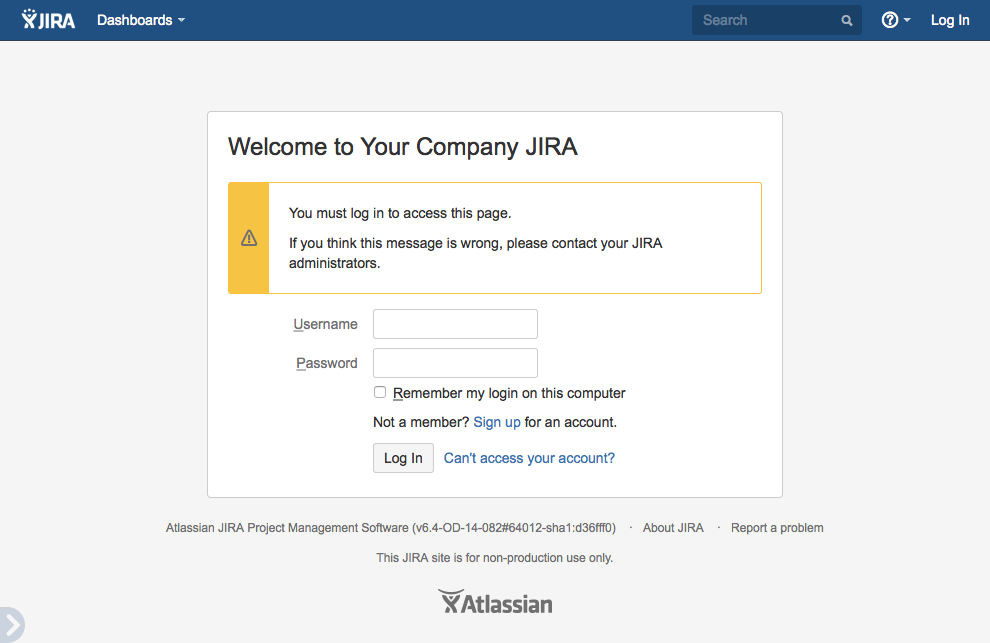 JIRA Dashboards Search Log In
Welcome to Your Company JIRA
You must log in to access this page.
If you think this message is wrong, please contact your JIRA
administrators.
Username
Password
Remember my login on this computer
Not a member? Sign up for an account.
Log In Can't access your account?
Atlassian JIRA Project Management Software (v6.4-OD-14-082#64012-sha1:d36fff0) · About JIRA · Report a problem
This JIRA site is for non-production use only.
Atlassian